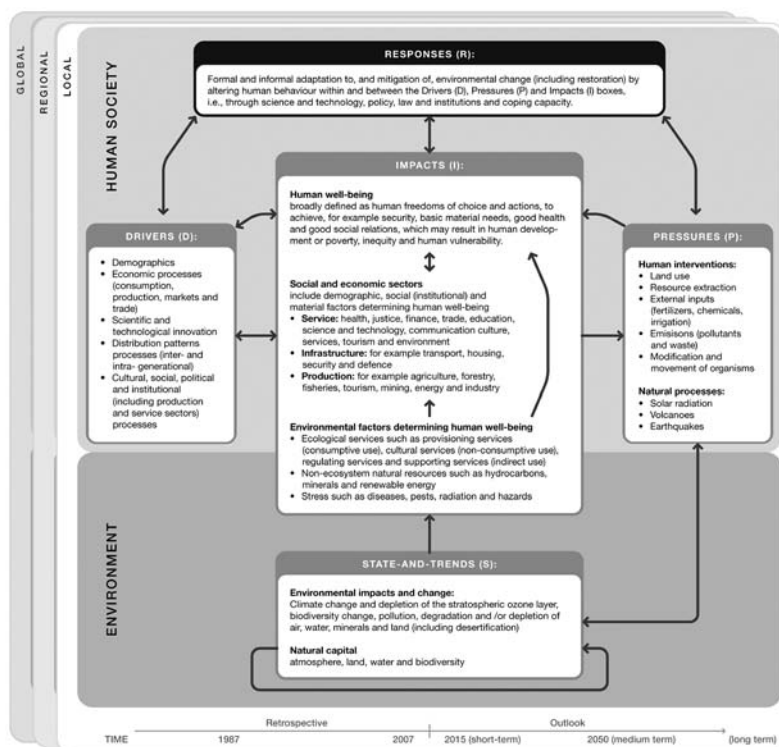 GLOBAL
REGIONAL
LOCAL
HUMAN SOCIETY
RESPONSES (R):
Formal and informal adaptation to, and mitigation of, environmental change (including restoration) by
altering human behaviour within and between the Drivers (D), Pressures (P) and Impacts (I) boxes,
i.e., through science and technology, policy, law and institutions and coping capacity.
IMPACTS (I):
Human well-being
broadly defined as human freedoms of choice and actions, to
achieve, for example security, basic material needs, good health
and good social relations, which may result in human develop-
ment or poverty, inequity and human vulnerability.
Social and economic sectors
include demographic, social (institutional) and
material factors determining human well-being
• Service: health, justice, finance, trade, education,
science and technology, communication culture,
services, tourism and environment
• Infrastructure: for example transport, housing,
security and defence
• Production: for example agriculture, forestry,
fisheries, tourism, mining, energy and industry
Environmental factors determining human well-being
• Ecological services such as provisioning services
(consumptive use), cultural services (non-consumptive use),
regulating services and supporting services (indirect use)
• Non-ecosystem natural resources such as hydrocarbons,
minerals and renewable energy
• Stress such as diseases, pests, radiation and hazards
DRIVERS (D):
• Demographics
• Economic processes
(consumption,
production, markets and
trade)
• Scientific and
technological innovation
• Distribution patterns
processes (inter- and
intra- generational)
• Cultural, social, political
and institutional
(including production
and service sectors)
processes
PRESSURES (P):
Human interventions:
• Land use
• Resource extraction
• External inputs
(fertilizers, chemicals,
irrigation)
• Emisisons (pollutants
and waste)
• Modification and
movement of organisms
Natural processes:
• Solar radiation
• Volcanoes
• Earthquakes
ENVIRONMENT
STATE-AND-TRENDS (S):
Environmental impacts and change:
Climate change and depletion of the stratospheric ozone layer,
biodiversity change, pollution, degradation and /or depletion of
air, water, minerals and land (including desertification)
Natural capital
atmosphere, land, water and biodiversity
Retrospective
Outlook
TIME
1987
2007
2015 (short-term)
2050 (medium term)
(long term)